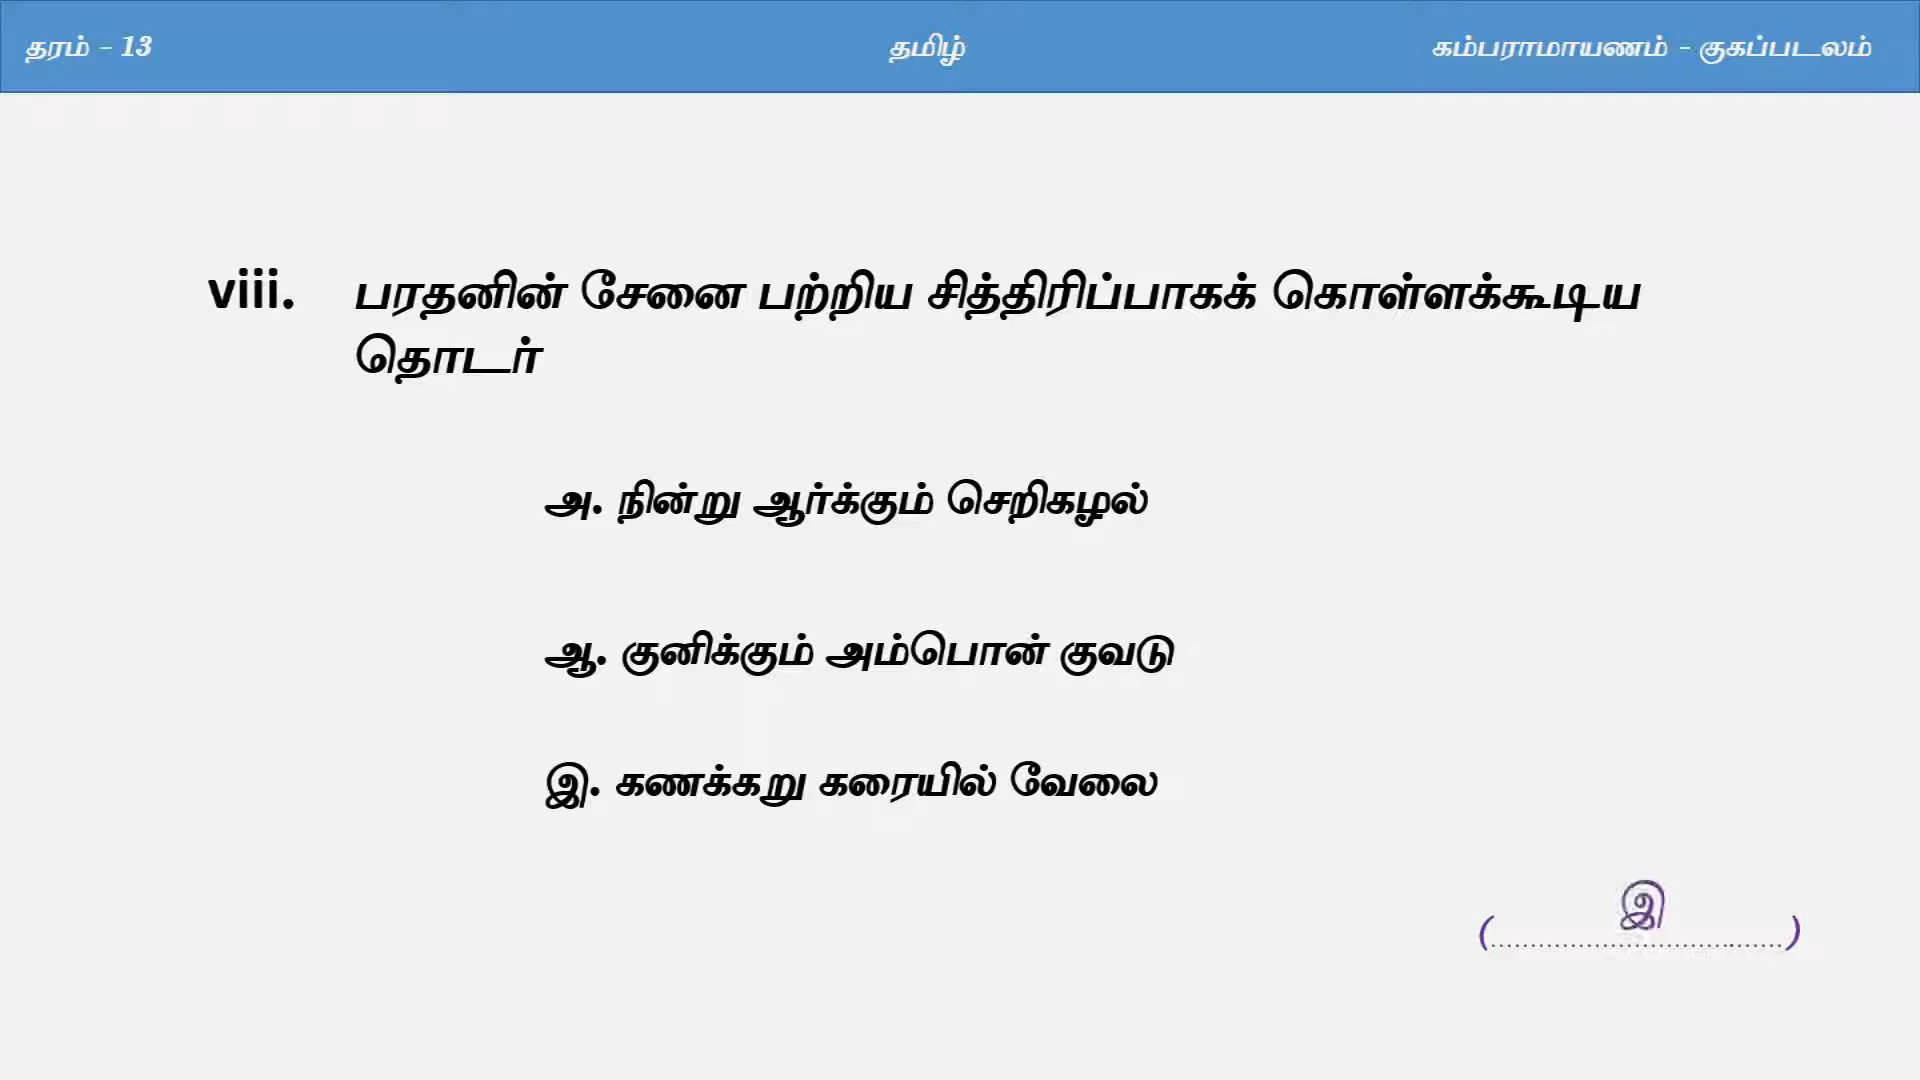 தரம் - 13 தமிழ் கம்பராமாயணம் - குகப்படலம்
viii. பரதனின் சேனை பற்றிய சித்திரிப்பாகக் கொள்ளக்கூடிய
தொடர்
அ. நின்று ஆர்க்கும் செறிகழல்
ஆ. குனிக்கும் அம்பொன் குவடு
இ. கணக்கறு கரையில் வேலை
(.......................இ.......................)